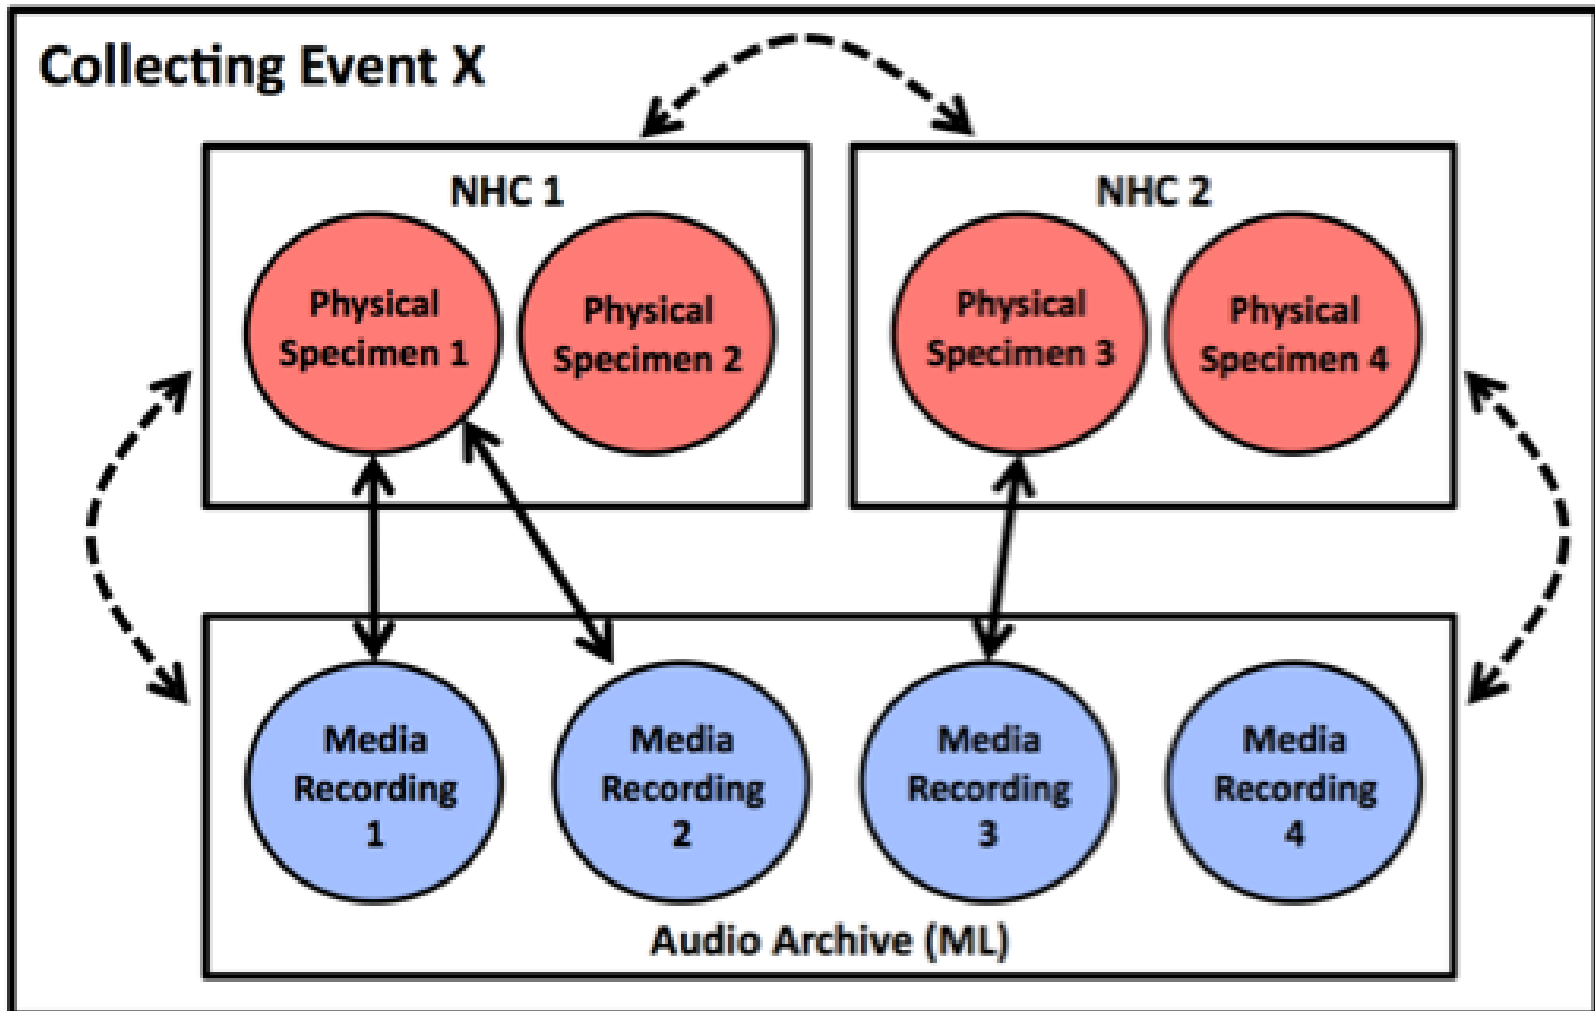 Collecting Event X
NHC 1
NHC 2
Physical
Specimen 1
Physical
Specimen 2
Physical
Specimen 3
Physical
Specimen 4
Media
Recording
1
Media
Recording
2
Media
Recording
3
Media
Recording
4
Audio Archive (ML)